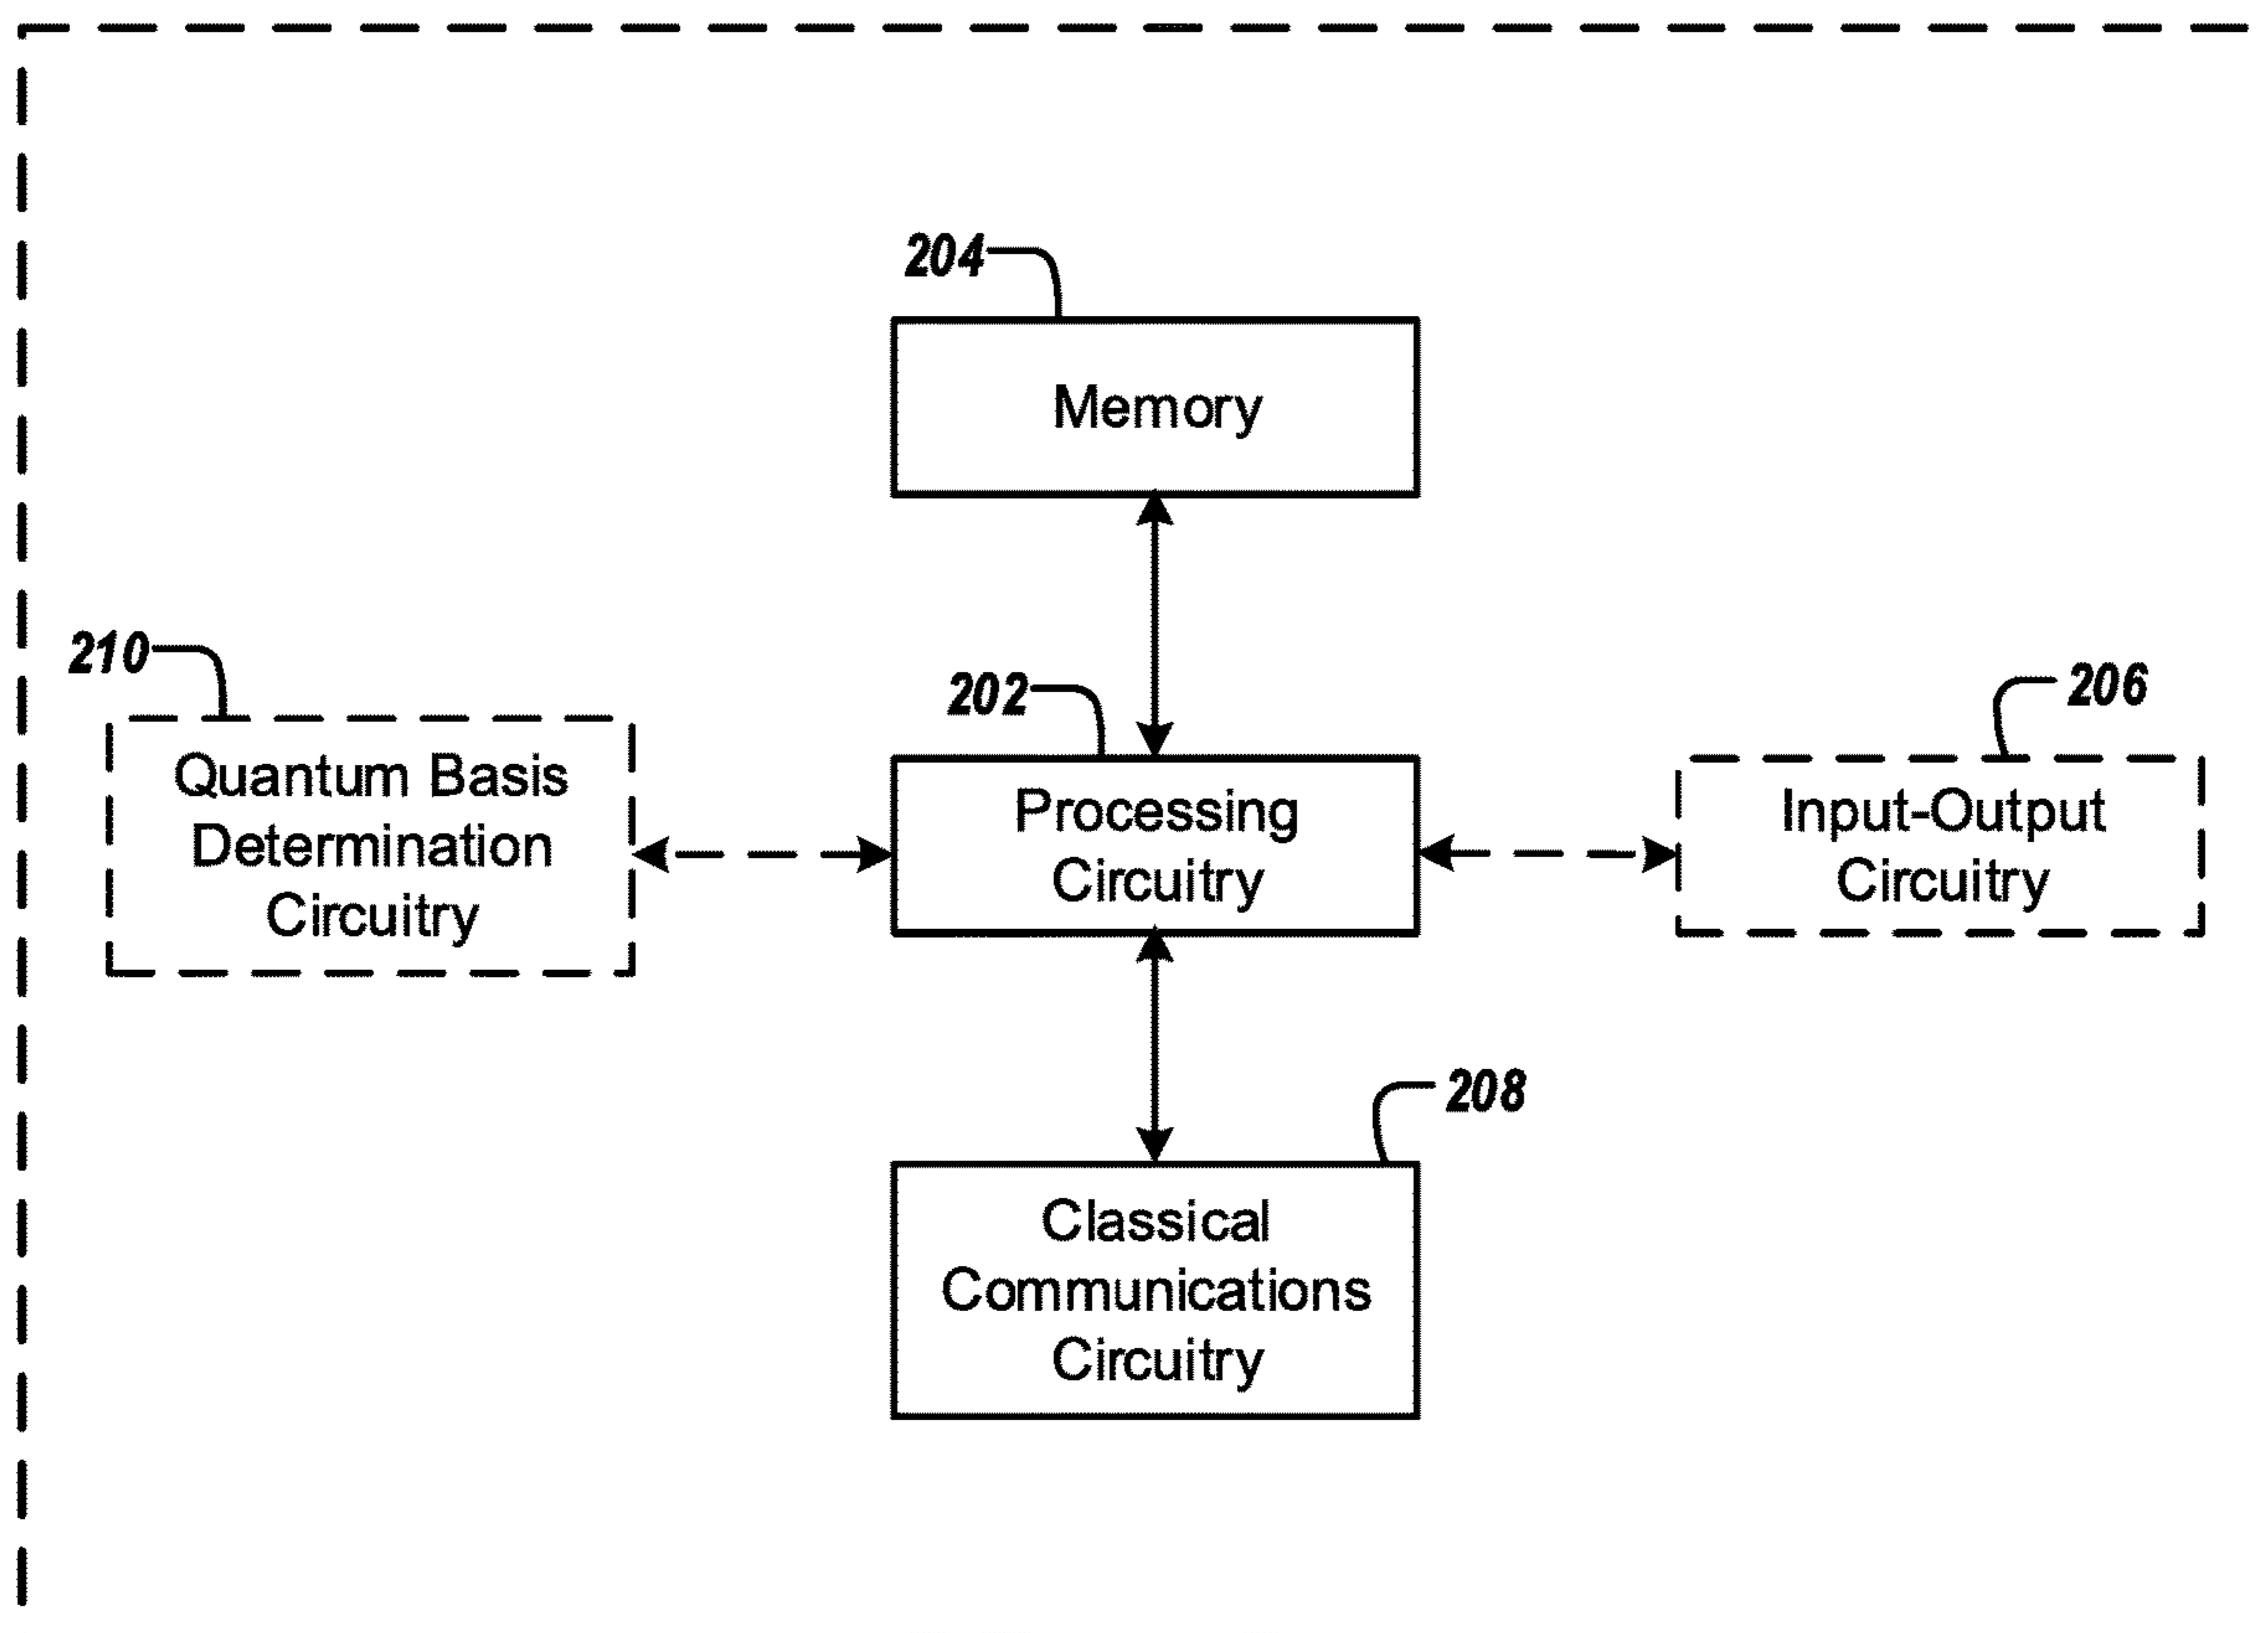 204
Memory
210
202
206
Quantum Basis
Determination
Circuitry
Processing
Circuitry
Input-Output
Circuitry
208
Classical
Communications
Circuitry